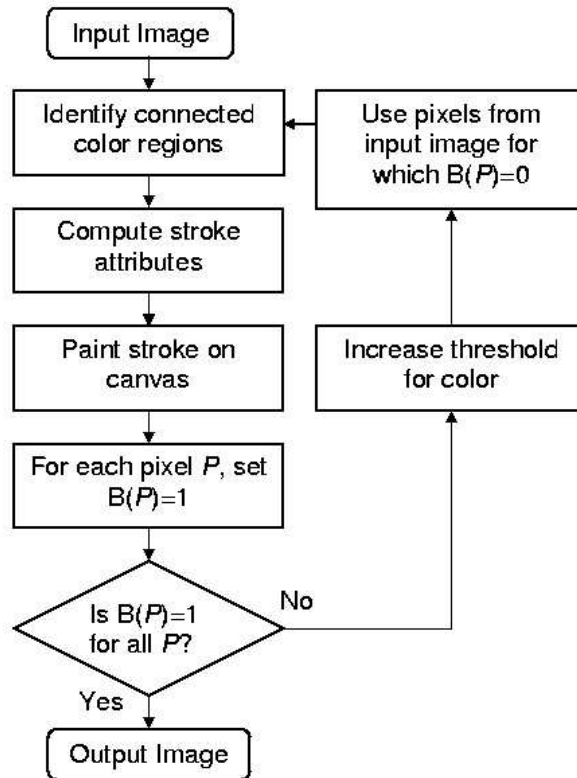 Input Image
Identify connected
color regions
Compute stroke
attributes
Paint stroke on
canvas
For each pixel P, set
B(P)=1
Is B(P)=1
for all P?
No
Yes
Output Image
Increase threshold
for color
Use pixels from
input image for
which B(P)=0